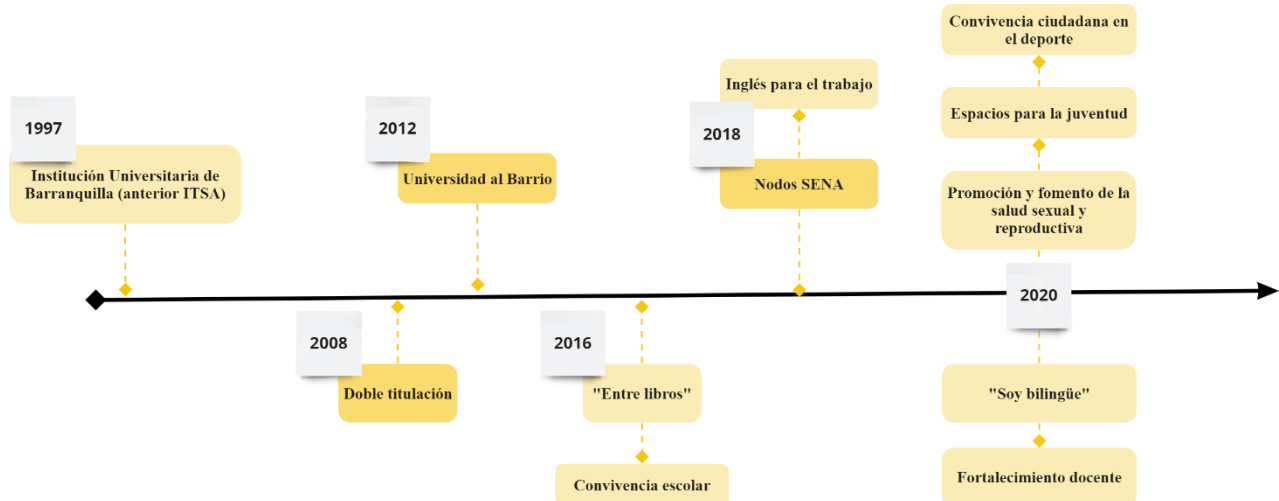 1997
Institución Universitaria de
Barranquilla (anterior ITSA)
2008
Doble titulación
2012
Universidad al Barrio
2016
"Entre libros"
Convivencia escolar
2018
Inglés para el trabajo
Nodos SENA
Convivencia ciudadana en
el deporte
Espacios para la juventud
Promoción y fomento de la
salud sexual y
reproductiva
2020
"Soy bilingüe"
Fortalecimiento docente